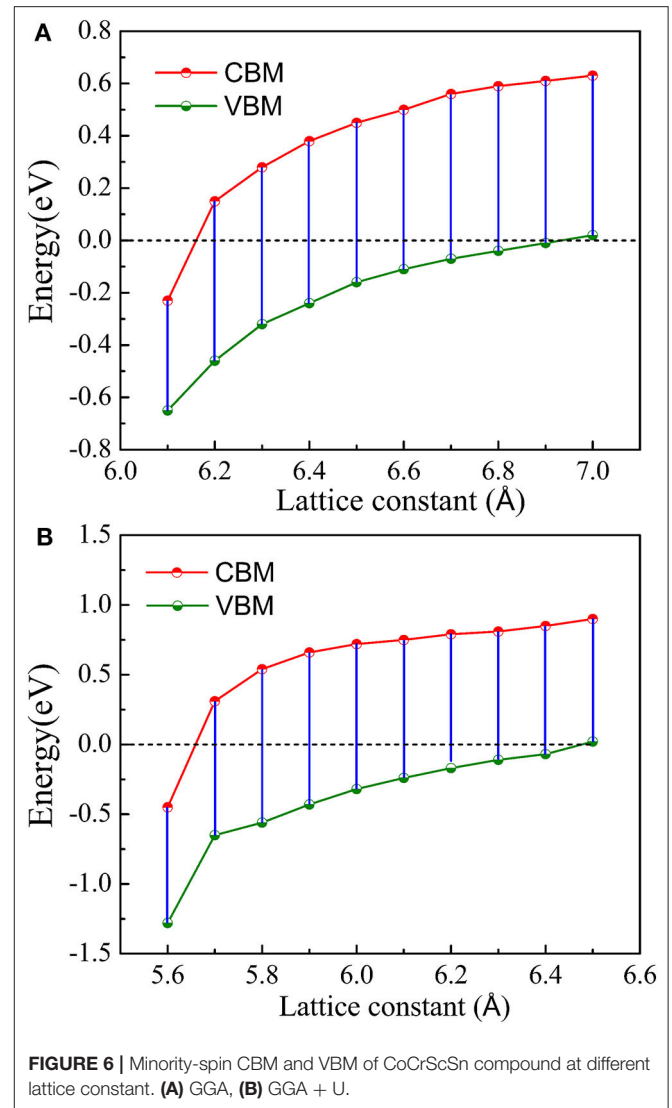 A
0.8
0.6
0.4
0.2
0.0
-0.2
-0.4
-0.6
-0.8
Energy(eV)
CBM
VBM
6.0 6.2 6.4 6.6 6.8 7.0
Lattice constant (Å)
B
1.5
1.0
0.5
0.0
-0.5
-1.0
-1.5
Energy(eV)
CBM
VBM
5.6 5.8 6.0 6.2 6.4 6.6
Lattice constant (Å)
FIGURE 6 | Minority-spin CBM and VBM of CoCrScSn compound at different
lattice constant. (A) GGA, (B) GGA + U.